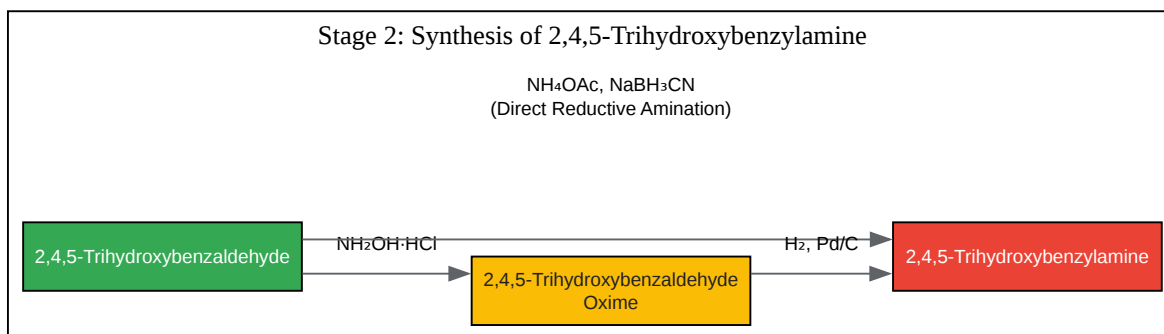 Stage 2: Synthesis of 2,4,5-Trihydroxybenzylamine
NH₄OAc, NaBH₃CN
(Direct Reductive Amination)
2,4,5-Trihydroxybenzaldehyde
NH₂OH·HCl
H₂, Pd/C
2,4,5-Trihydroxybenzylamine
2,4,5-Trihydroxybenzaldehyde
Oxime